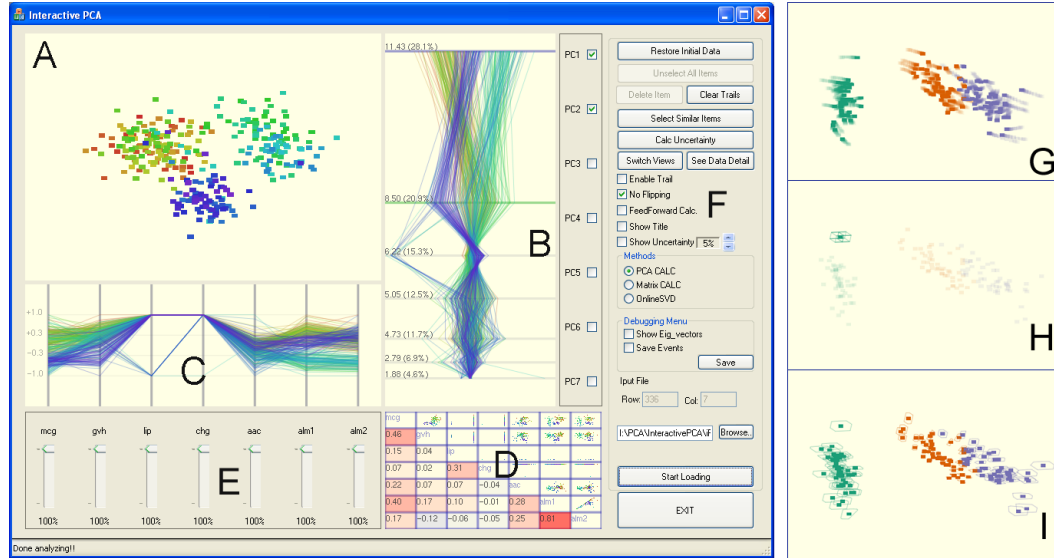 Interactive PCA
A
11.43 (28.1%)
8.50 (20.9%)
6.22 (15.3%)
5.05 (12.5%)
4.73 (11.7%)
2.79 (6.9%)
1.88 (4.6%)
B
PC1
PC2
PC3
PC4
PC5
PC6
PC7
+1.0
+0.3
-0.3
-1.0
C
mcg gvh lip chg aac alm1 alm2
E
100% 100% 100% 100% 100% 100% 100%
mcg
0.46 gvh
0.15 0.04 lip
0.07 0.02 0.31 chg
0.22 0.07 0.07 -0.04 aac
0.40 0.17 0.10 -0.01 0.28 alm1
0.17 -0.12 -0.06 -0.05 0.25 0.81 alm2
D
Restore Initial Data
Unselect All Items
Delete Item Clear Trails
Select Similar Items
Calc Uncertainty
Switch Views See Data Detail
Enable Trail
No Flipping
FeedForward Calc.
Show Title
Show Uncertainty 5%
F
Methods
PCA CALC
Matrix CALC
OnlineSVD
Debugging Menu
Show Eig_vectors
Save Events
Save
Iput File
Row: 336 Col: 7
I:\PCA\InteractivePCA\iF Browse..
Start Loading
EXIT
Done analyzing!!
G
H
I